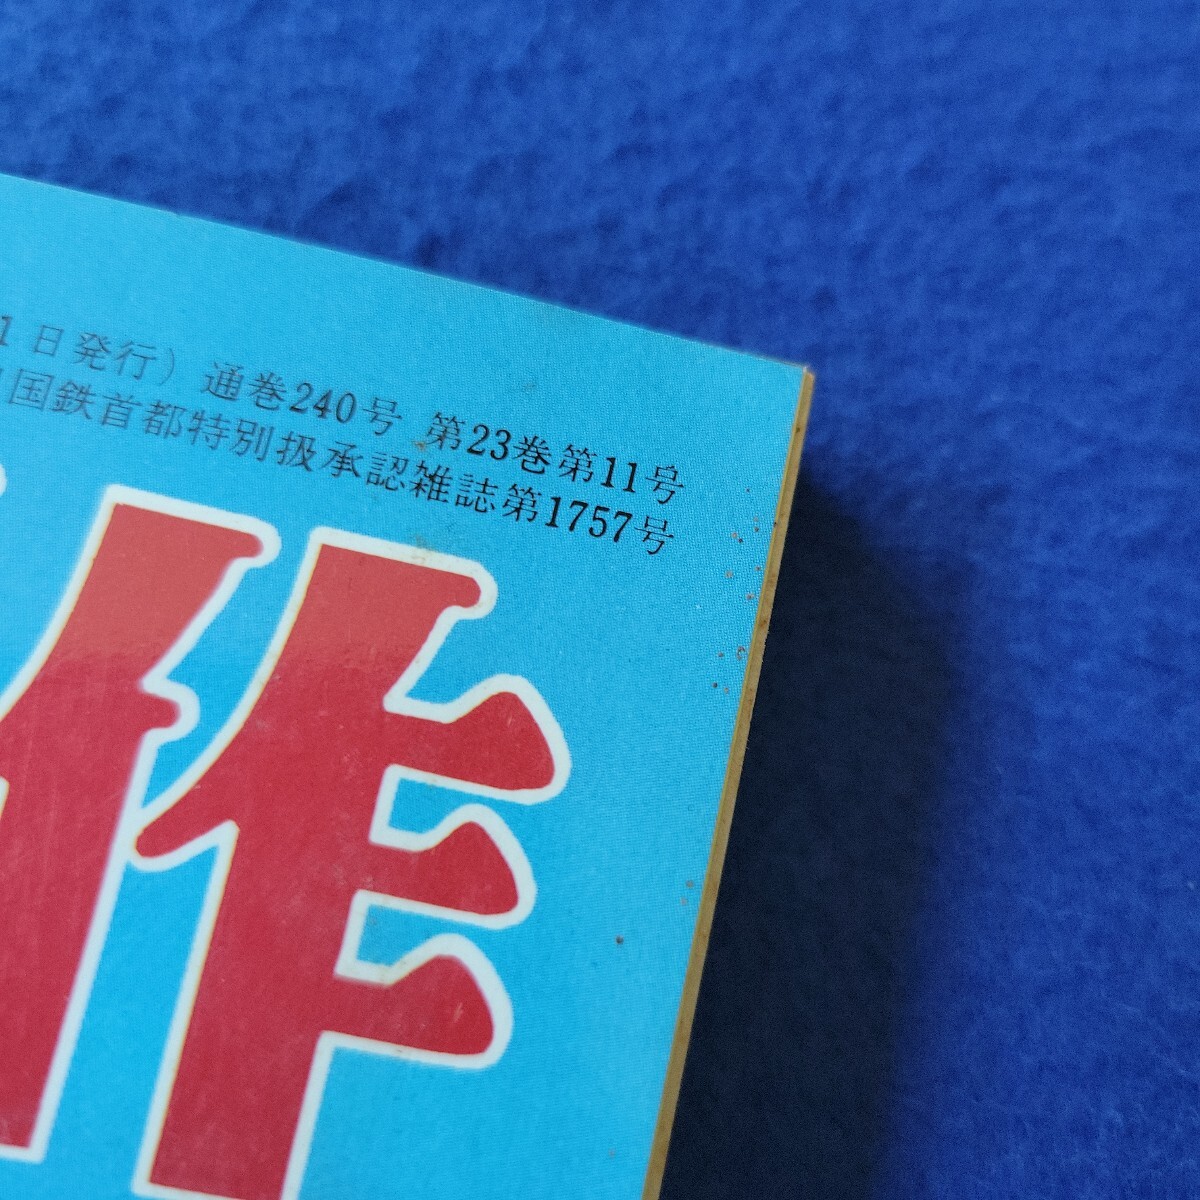 1日発行）通巻240号 第23巻第11号
国鉄首都特別扱承認雑誌第1757号
作